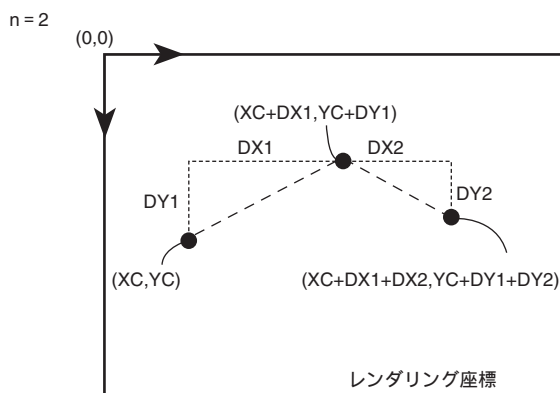 n = 2
(0,0)
(XC+DX1,YC+DY1)
DX1
DX2
DY1
DY2
(XC,YC)
(XC+DX1+DX2,YC+DY1+DY2)
レンダリング座標